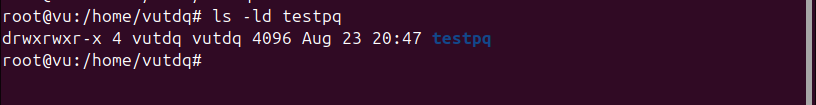 root@vu:/home/vutdq# ls -ld testpq
drwxrwxr-x 4 vutdq vutdq 4096 Aug 23 20:47 testpq
root@vu:/home/vutdq#